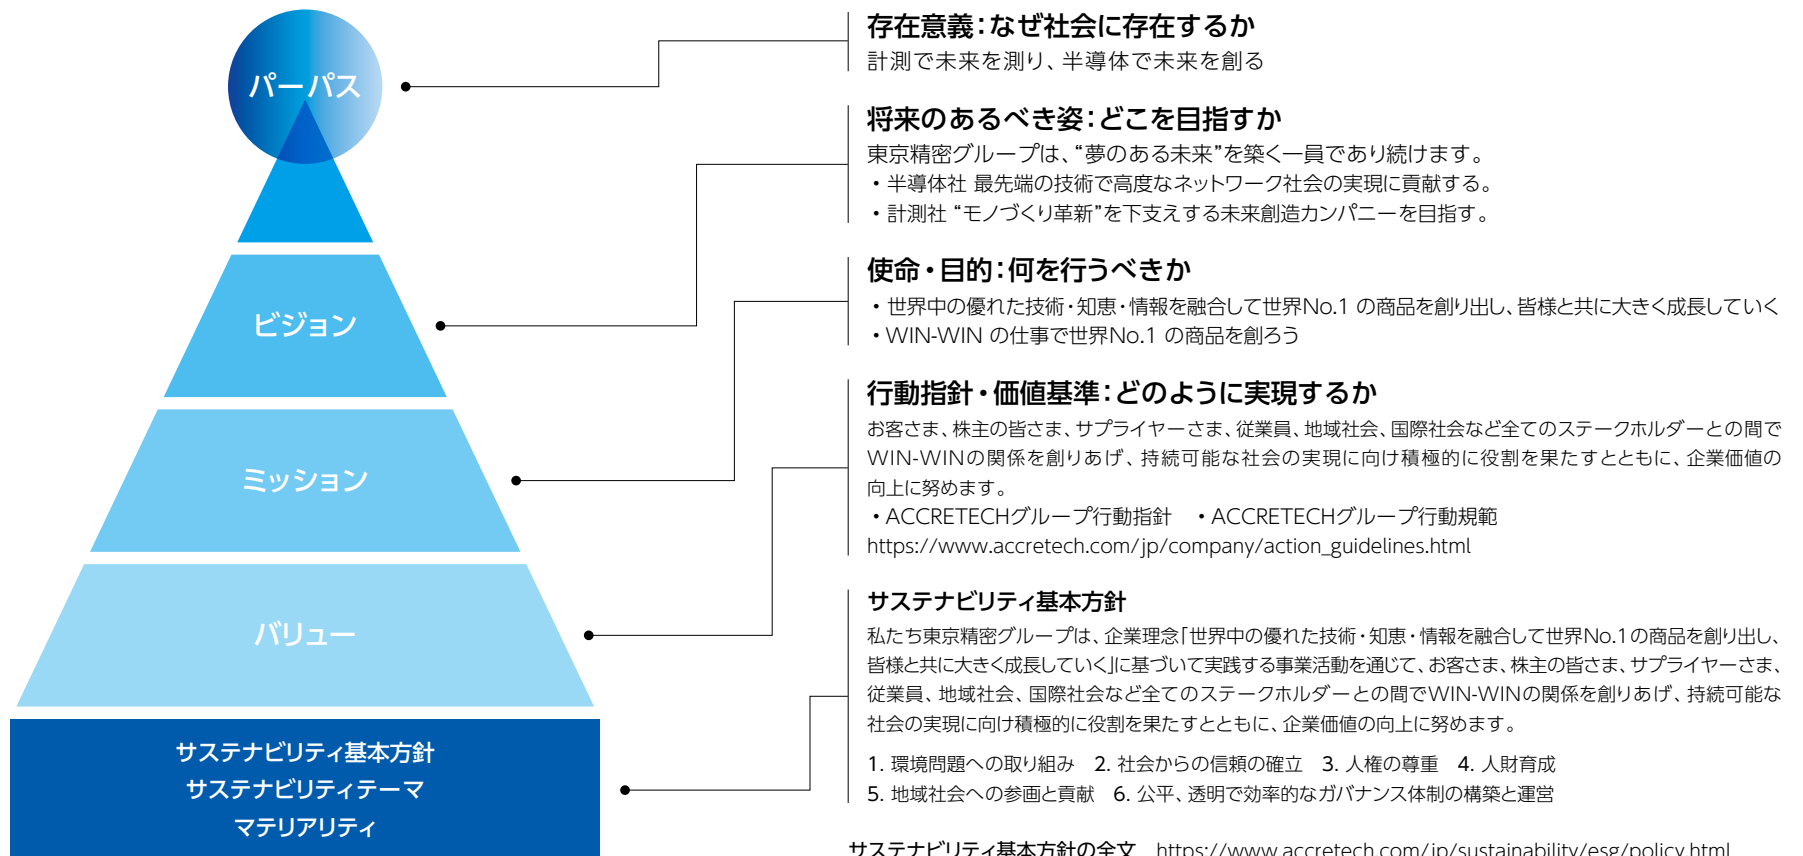 パーパス
存在意義：なぜ社会に存在するか
計測で未来を測り、半導体で未来を創る
ビジョン
将来のあるべき姿：どこを目指すか
東京精密グループは、“夢のある未来”を築く一員であり続けます。
・半導体社 最先端の技術で高度なネットワーク社会の実現に貢献する。
・計測社 “モノづくり革新”を下支えする未来創造カンパニーを目指す。
ミッション
使命・目的：何を行うべきか
・世界中の優れた技術・知恵・情報を融合して世界No.1 の商品を創り出し、皆様と共に大きく成長していく
・WIN-WIN の仕事で世界No.1 の商品を創ろう
バリュー
行動指針・価値基準：どのように実現するか
お客さま、株主の皆さま、サプライヤーさま、従業員、地域社会、国際社会など全てのステークホルダーとの間で
WIN-WINの関係を創りあげ、持続可能な社会の実現に向け積極的に役割を果たすとともに、企業価値の
向上に努めます。
・ACCRETECHグループ行動指針　・ACCRETECHグループ行動規範
https://www.accretech.com/jp/company/action_guidelines.html
サステナビリティ基本方針
サステナビリティテーマ
マテリアリティ
サステナビリティ基本方針
私たち東京精密グループは、企業理念「世界中の優れた技術・知恵・情報を融合して世界No.1の商品を創り出し、
皆様と共に大きく成長していく」に基づいて実践する事業活動を通じて、お客さま、株主の皆さま、サプライヤーさま、
従業員、地域社会、国際社会など全てのステークホルダーとの間でWIN-WINの関係を創りあげ、持続可能な
社会の実現に向け積極的に役割を果たすとともに、企業価値の向上に努めます。
1. 環境問題への取り組み　2. 社会からの信頼の確立　3. 人権の尊重　4. 人財育成
5. 地域社会への参画と貢献　6. 公平、透明で効率的なガバナンス体制の構築と運営
サステナビリティ基本方針の全文　https://www.accretech.com/jp/sustainability/esg/policy.html